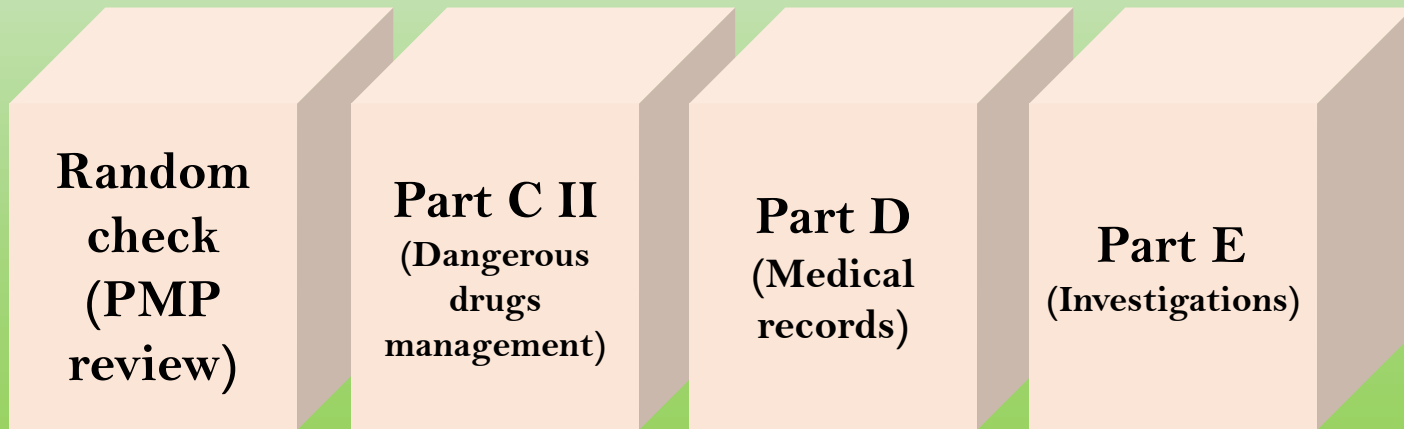 Random
check
(PMP
review)
Part C II
(Dangerous
drugs
management)
Part D
(Medical
records)
Part E
(Investigations)